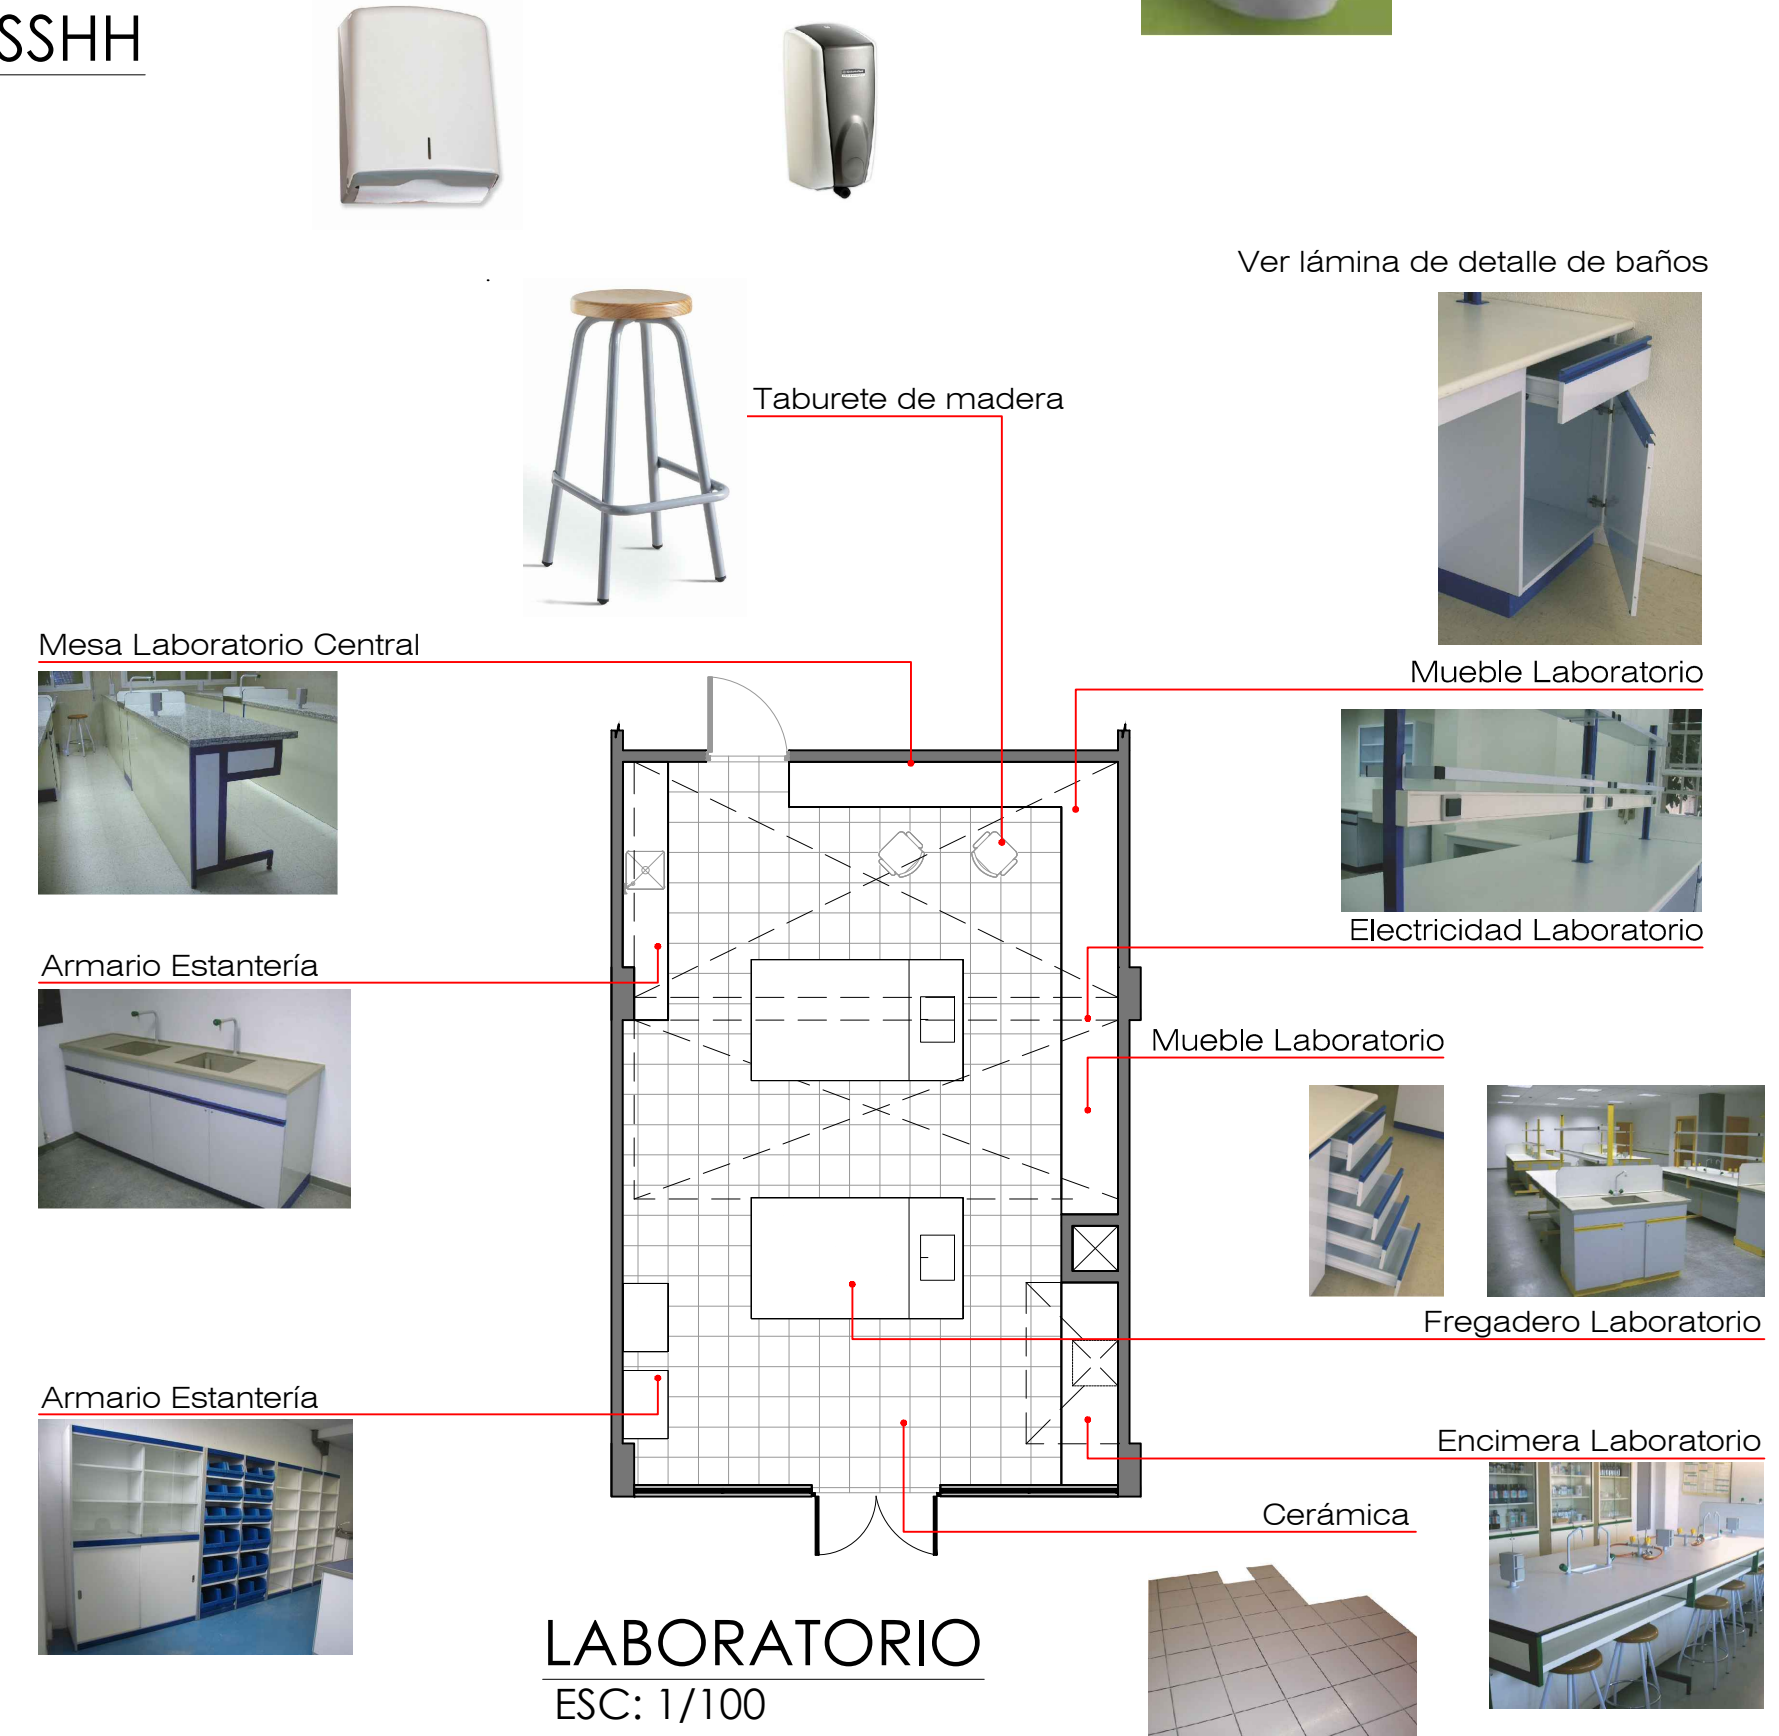 SSHH
Ver lámina de detalle de baños
Taburete de madera
Mesa Laboratorio Central
Mueble Laboratorio
Electricidad Laboratorio
Armario Estantería
Mueble Laboratorio
Fregadero Laboratorio
Armario Estantería
Encimera Laboratorio
Cerámica
LABORATORIO
ESC: 1/100